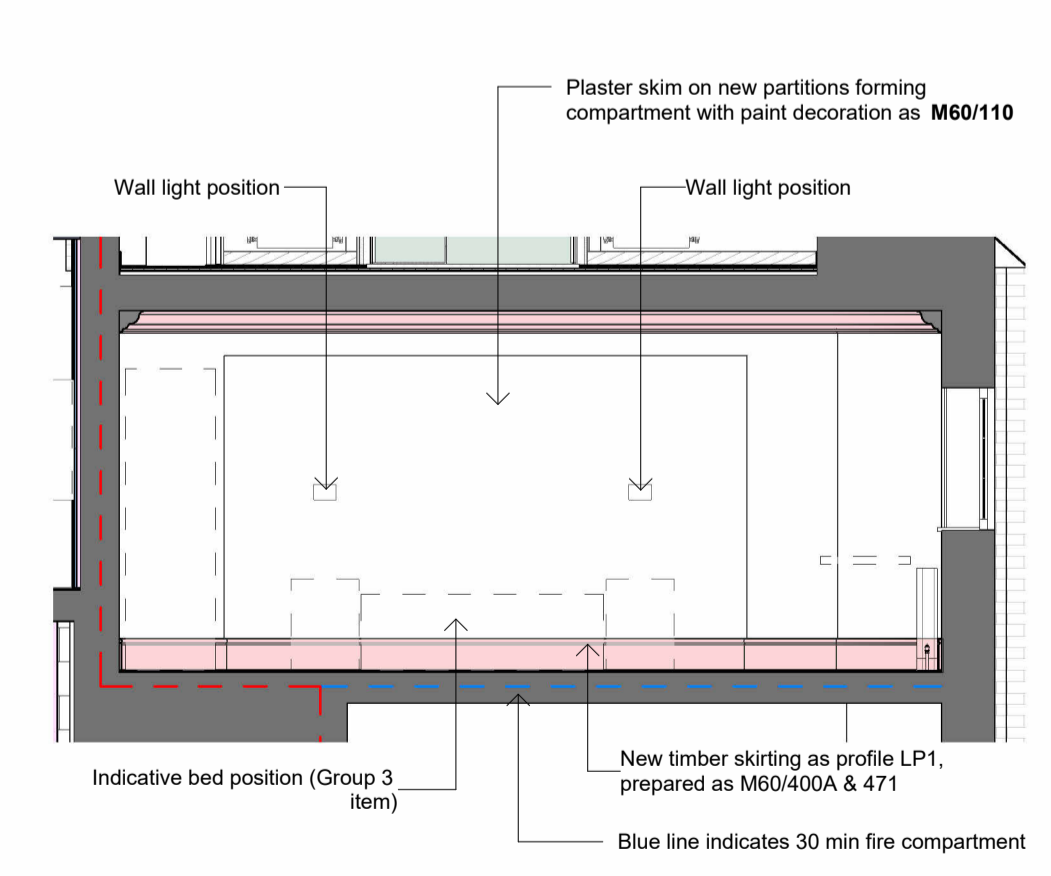 Plaster skim on new partitions forming
compartment with paint decoration as M60/110
Wall light position
Wall light position
Indicative bed position (Group 3
item)
New timber skirting as profile LP1,
prepared as M60/400A & 471
Blue line indicates 30 min fire compartment